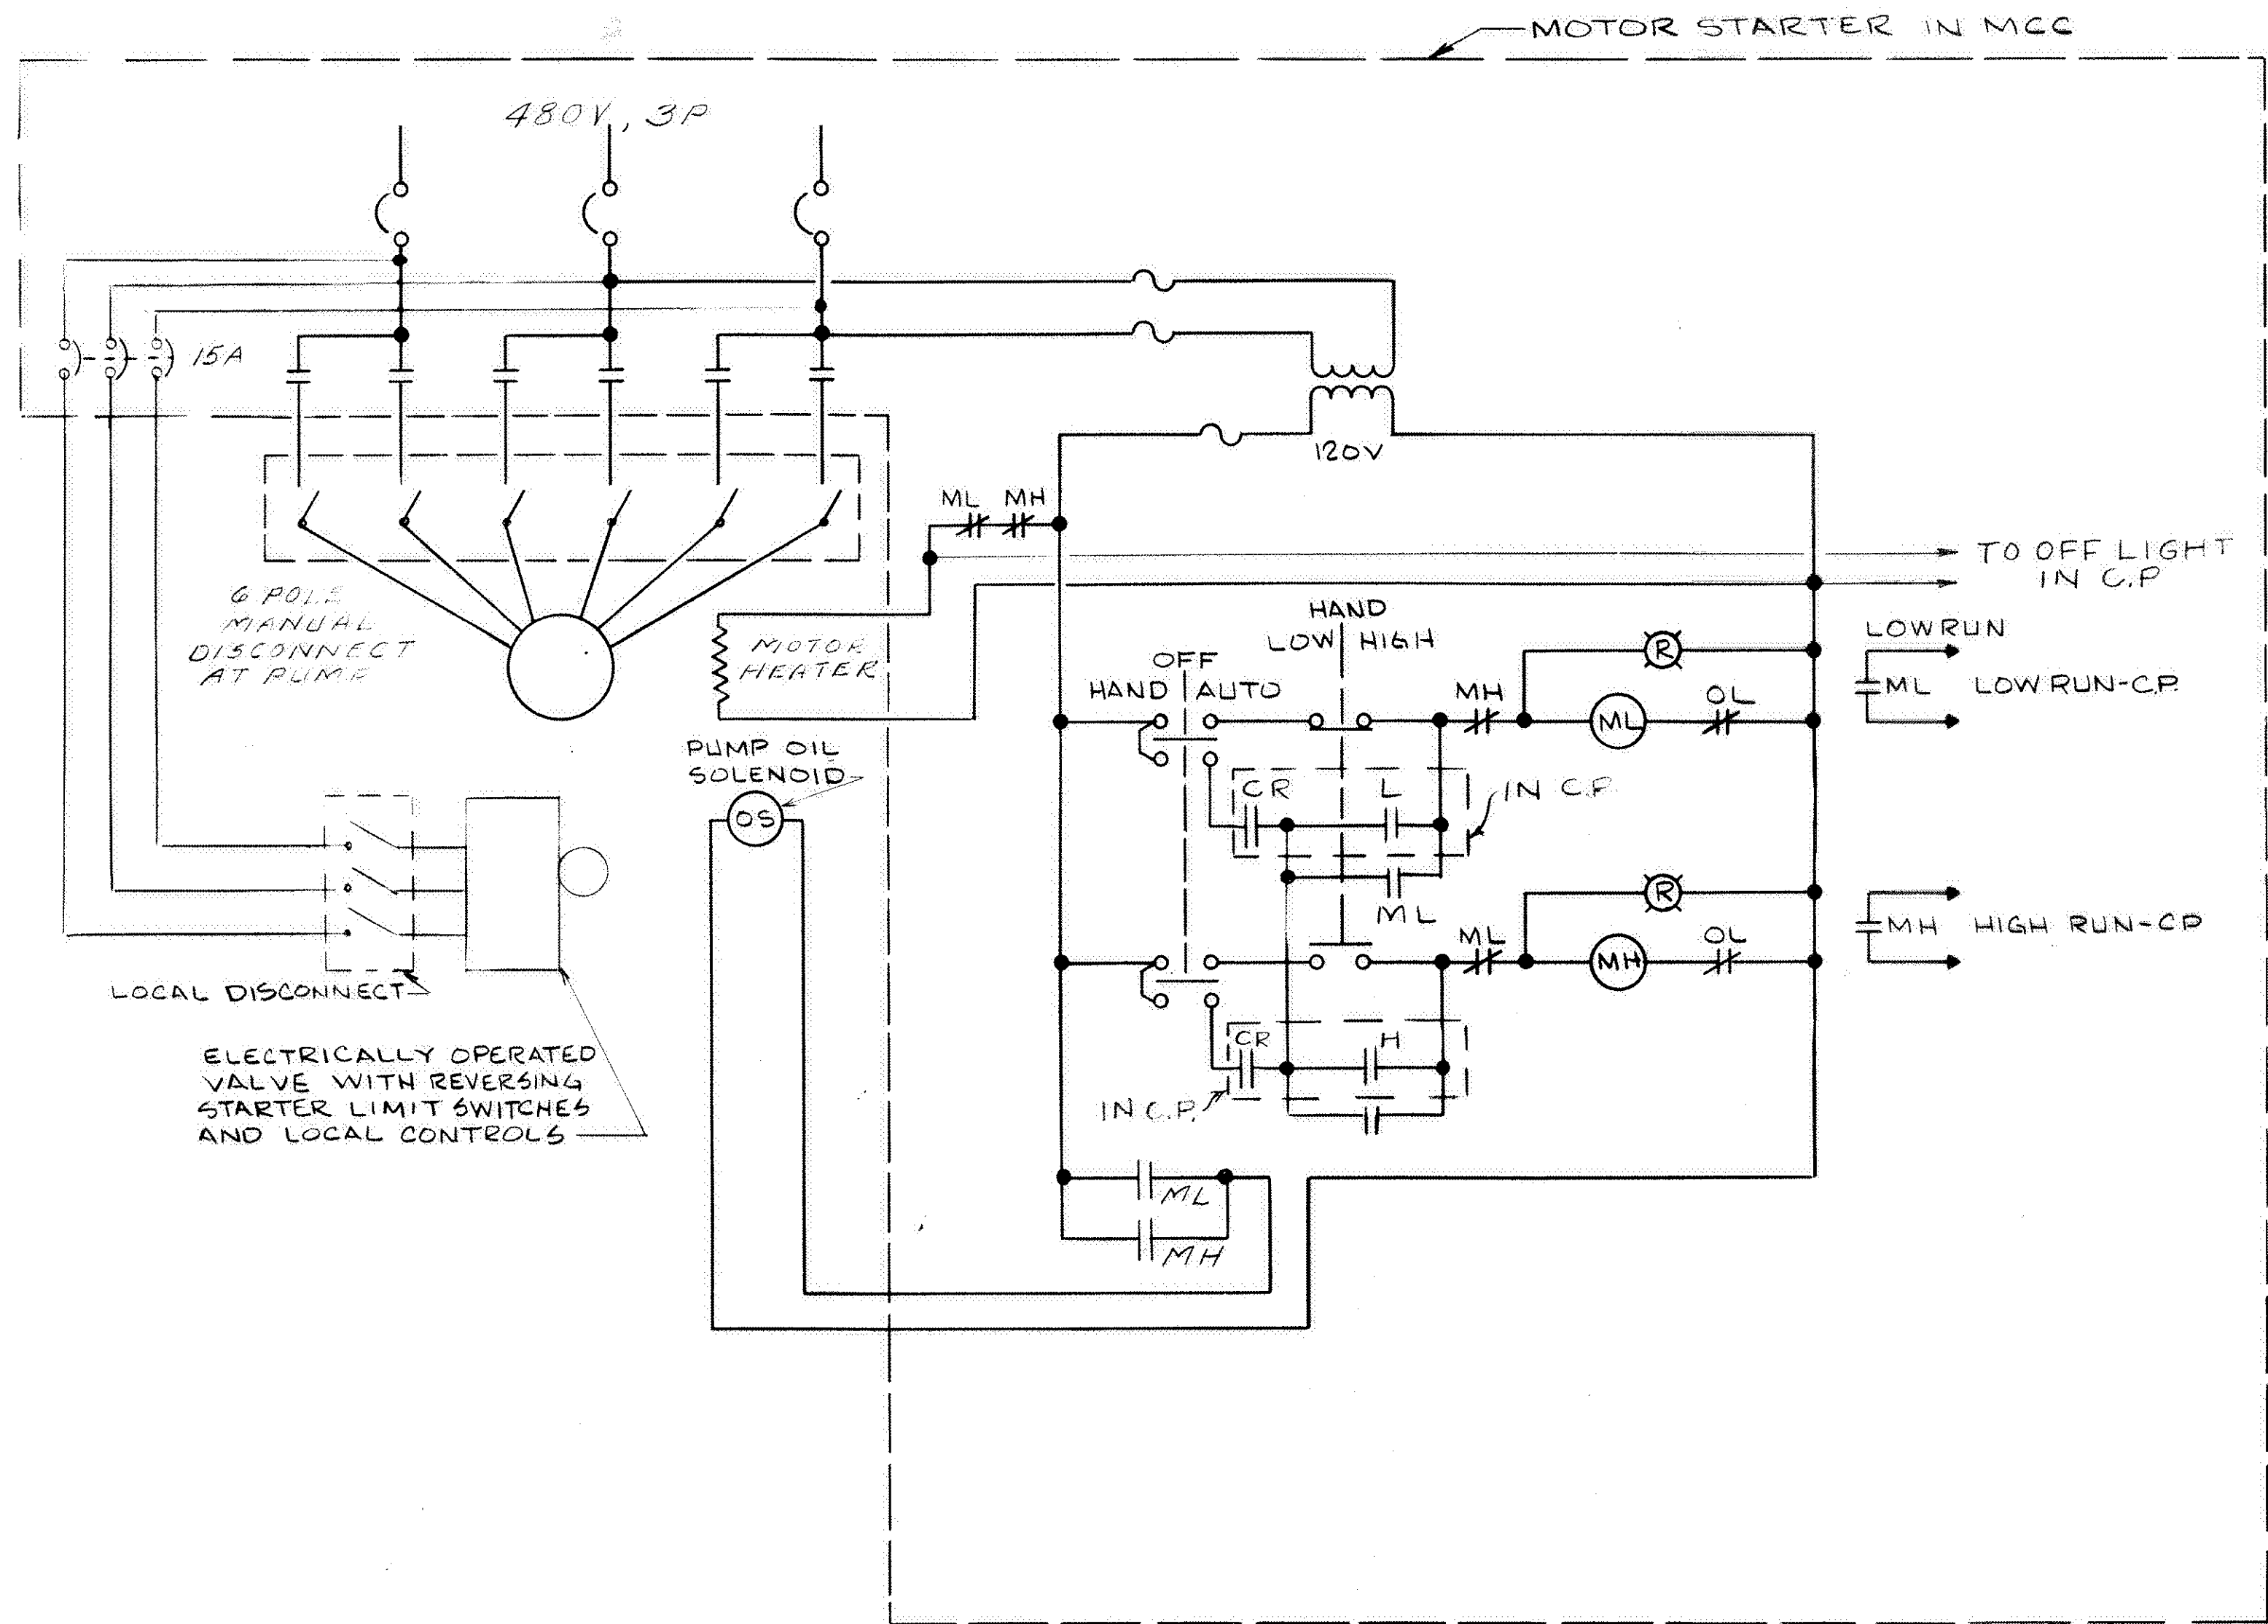 MOTOR STARTER IN MCC
480V, 3P
15A
120V
ML MH
TO OFF LIGHT
IN C.P
6 POLE
MANUAL
DISCONNECT
AT PUMP
MOTOR
HEATER
HAND
LOW HIGH
OFF
HAND AUTO
R
LOW RUN
ML LOW RUN-C.P.
MH
ML
OL
PUMP OIL
SOLENOID
OS
CR L
IN C.P.
ML
R
ML
MH
OL
MH HIGH RUN-CP
LOCAL DISCONNECT
ELECTRICALLY OPERATED
VALVE WITH REVERSING
STARTER LIMIT SWITCHES
AND LOCAL CONTROLS
CR H
IN C.P.
ML
MH